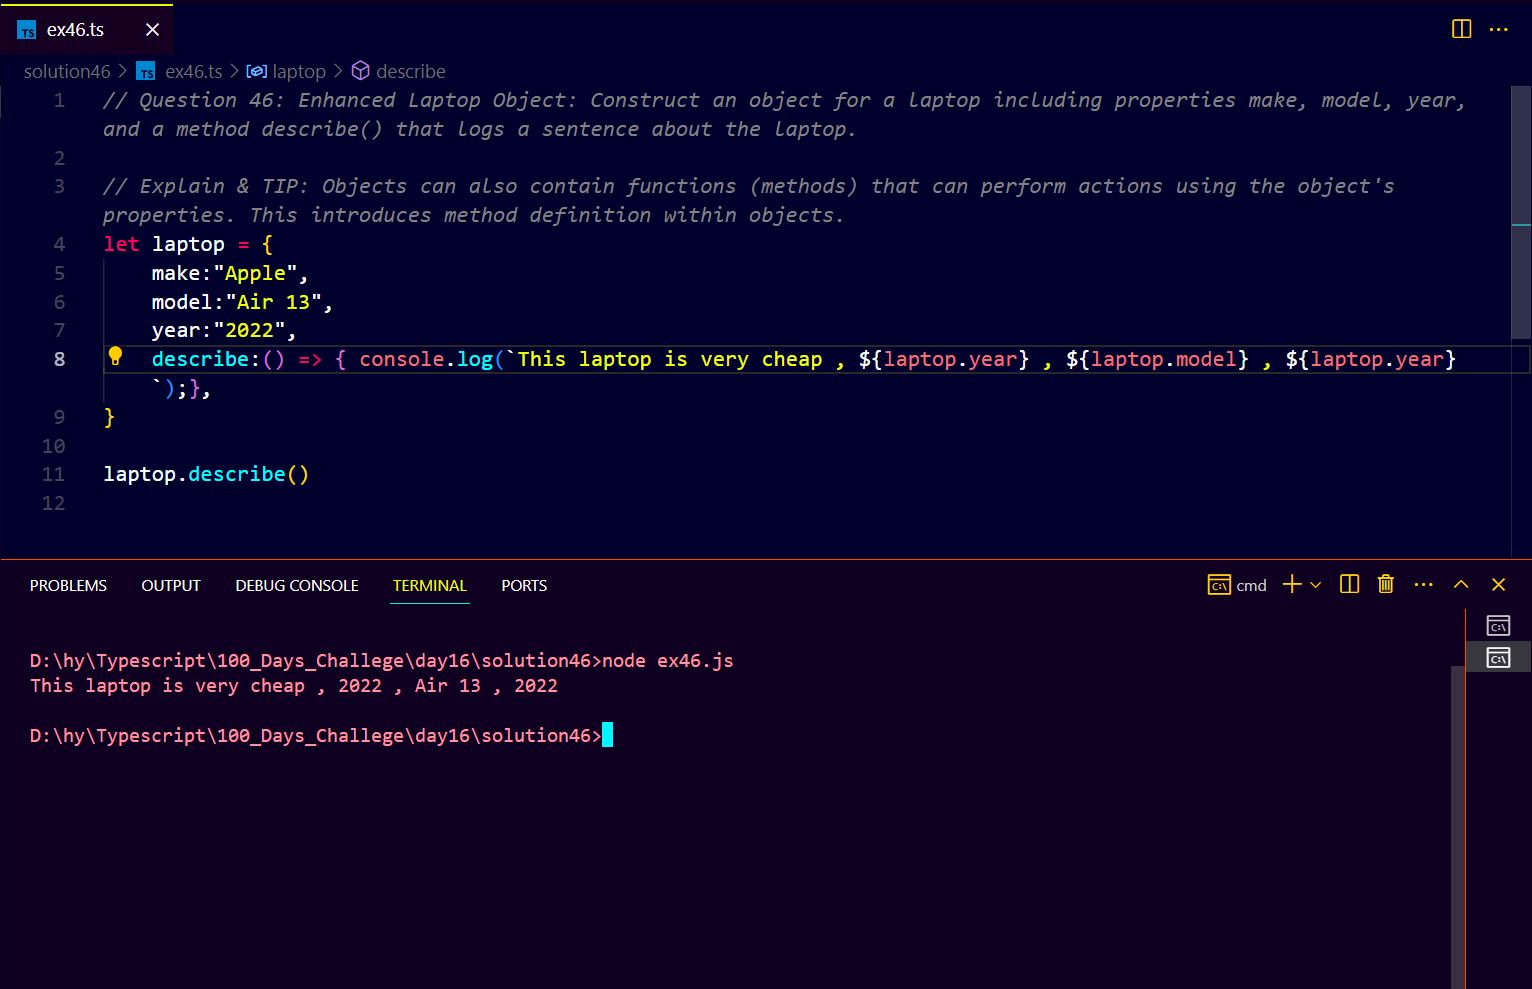 TS ex46.ts
solution46 > TS ex46.ts > laptop > describe
1 // Question 46: Enhanced Laptop Object: Construct an object for a laptop including properties make, model, year,
and a method describe() that logs a sentence about the laptop.
2
3 // Explain & TIP: Objects can also contain functions (methods) that can perform actions using the object's
properties. This introduces method definition within objects.
4 let laptop = {
5 make:"Apple",
6 model:"Air 13",
7 year:"2022",
8 describe:() => { console.log(`This laptop is very cheap , ${laptop.year} , ${laptop.model} , ${laptop.year}
`);},
9 }
10
11 laptop.describe()
12
PROBLEMS OUTPUT DEBUG CONSOLE TERMINAL PORTS cmd
D:\hy\Typescript\100_Days_Challege\day16\solution46>node ex46.js
This laptop is very cheap , 2022 , Air 13 , 2022
D:\hy\Typescript\100_Days_Challege\day16\solution46>